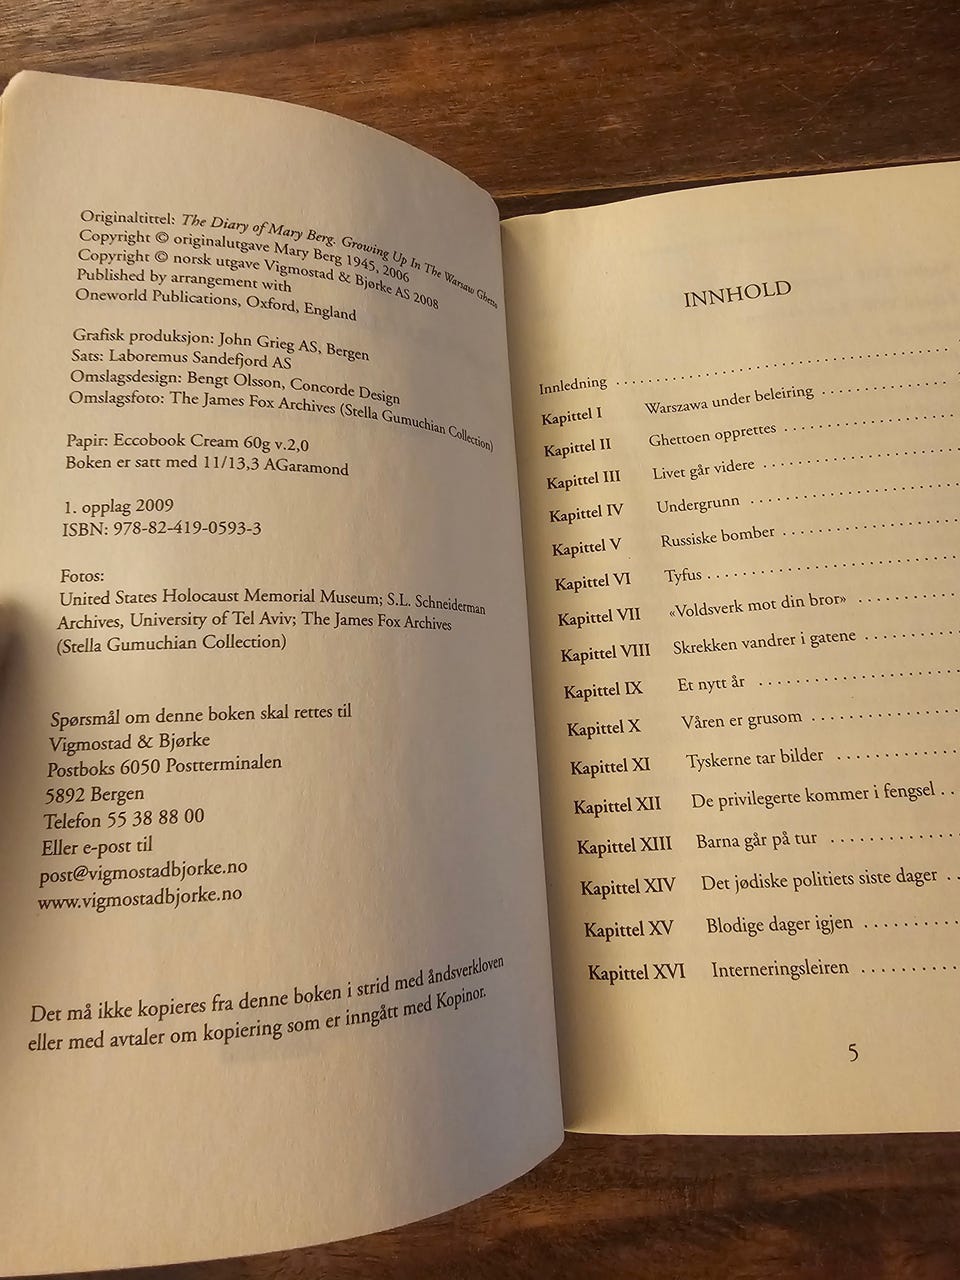 Originaltittel: The Diary of Mary Berg. Growing Up In The Warsaw Ghetto
Copyright © originalutgave Mary Berg 1945, 2006
Copyright © norsk utgave Vigmostad & Bjørke AS 2008
Published by arrangement with
Oneworld Publications, Oxford, England
Grafisk produksjon: John Grieg AS, Bergen
Sats: Laboremus Sandefjord AS
Omslagsdesign: Bengt Olsson, Concorde Design
Omslagsfoto: The James Fox Archives (Stella Gumuchian Collection)
Papir: Eccobook Cream 60g v.2,0
Boken er satt med 11/13,3 AGaramond
1. opplag 2009
ISBN: 978-82-419-0593-3
Fotos:
United States Holocaust Memorial Museum; S.L. Schneiderman
Archives, University of Tel Aviv; The James Fox Archives
(Stella Gumuchian Collection)
Spørsmål om denne boken skal rettes til
Vigmostad & Bjørke
Postboks 6050 Postterminalen
5892 Bergen
Telefon 55 38 88 00
Eller e-post til
post@vigmostadbjorke.no
www.vigmostadbjorke.no
Det må ikke kopieres fra denne boken i strid med åndsverkloven
eller med avtaler om kopiering som er inngått med Kopinor.
INNHOLD
Innledning
Kapittel I Warszawa under beleiring
Kapittel II Ghettoen opprettes
Kapittel III Livet går videre
Kapittel IV Undergrunn
Kapittel V Russiske bomber
Kapittel VI Tyfus
Kapittel VII «Voldsverk mot din bror»
Kapittel VIII Skrekken vandrer i gatene
Kapittel IX Et nytt år
Kapittel X Våren er grusom
Kapittel XI Tyskerne tar bilder
Kapittel XII De privilegerte kommer i fengsel
Kapittel XIII Barna går på tur
Kapittel XIV Det jødiske politiets siste dager
Kapittel XV Blodige dager igjen
Kapittel XVI Interneringsleiren
5